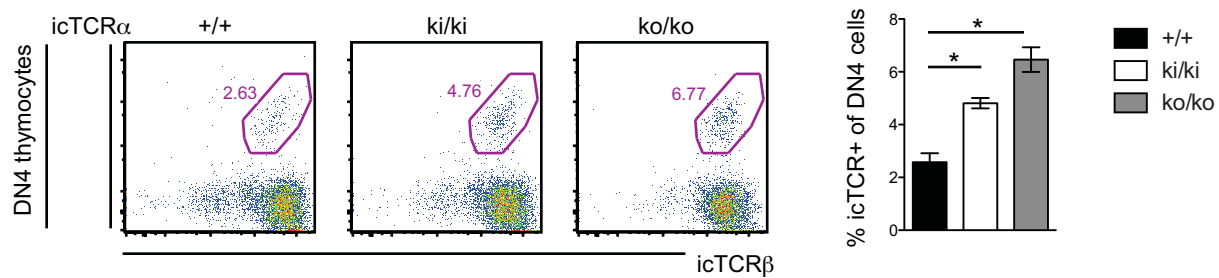 icTCRα
+/+
ki/ki
ko/ko
DN4 thymocytes
2.63
4.76
6.77
icTCRβ
% icTCR+ of DN4 cells
8
6
4
2
0
*
*
+/+
ki/ki
ko/ko